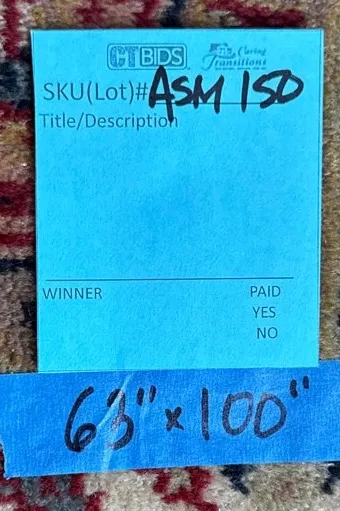 CTBIDS Caring Transitions
SKU(Lot)# ASM 150
Title/Description
WINNER PAID
YES
NO
63" x 100"